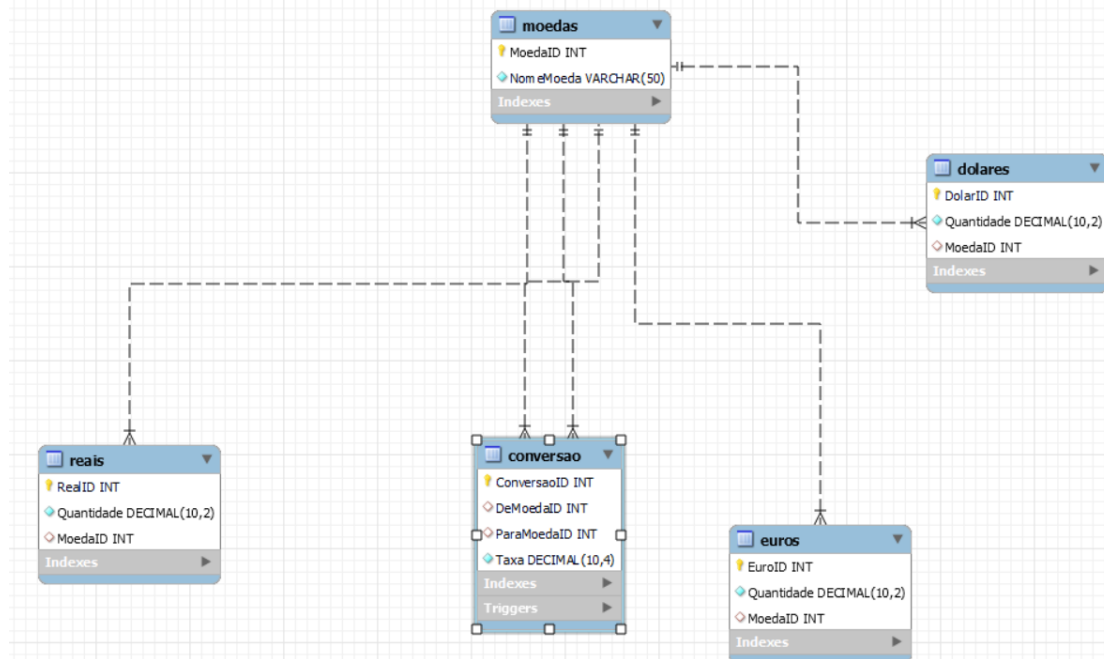 moedas
MoedaID INT
NomeMoeda VARCHAR(50)
Indexes
dolares
DolarID INT
Quantidade DECIMAL(10,2)
MoedaID INT
Indexes
reais
RealID INT
Quantidade DECIMAL(10,2)
MoedaID INT
Indexes
conversao
ConversaoID INT
DeMoedaID INT
ParaMoedaID INT
Taxa DECIMAL(10,4)
Indexes
Triggers
euros
EuroID INT
Quantidade DECIMAL(10,2)
MoedaID INT
Indexes